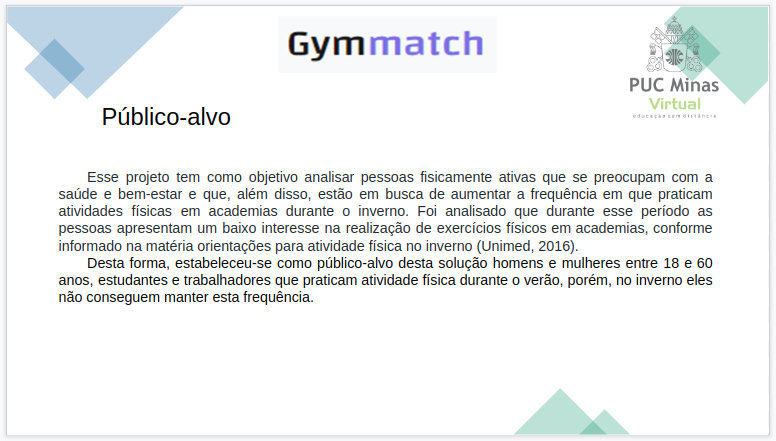 Gymmatch
PUC Minas
Virtual
educação sem distância
Público-alvo
Esse projeto tem como objetivo analisar pessoas fisicamente ativas que se preocupam com a
saúde e bem-estar e que, além disso, estão em busca de aumentar a frequência em que praticam
atividades físicas em academias durante o inverno. Foi analisado que durante esse período as
pessoas apresentam um baixo interesse na realização de exercícios físicos em academias, conforme
informado na matéria orientações para atividade física no inverno (Unimed, 2016).
Desta forma, estabeleceu-se como público-alvo desta solução homens e mulheres entre 18 e 60
anos, estudantes e trabalhadores que praticam atividade física durante o verão, porém, no inverno eles
não conseguem manter esta frequência.